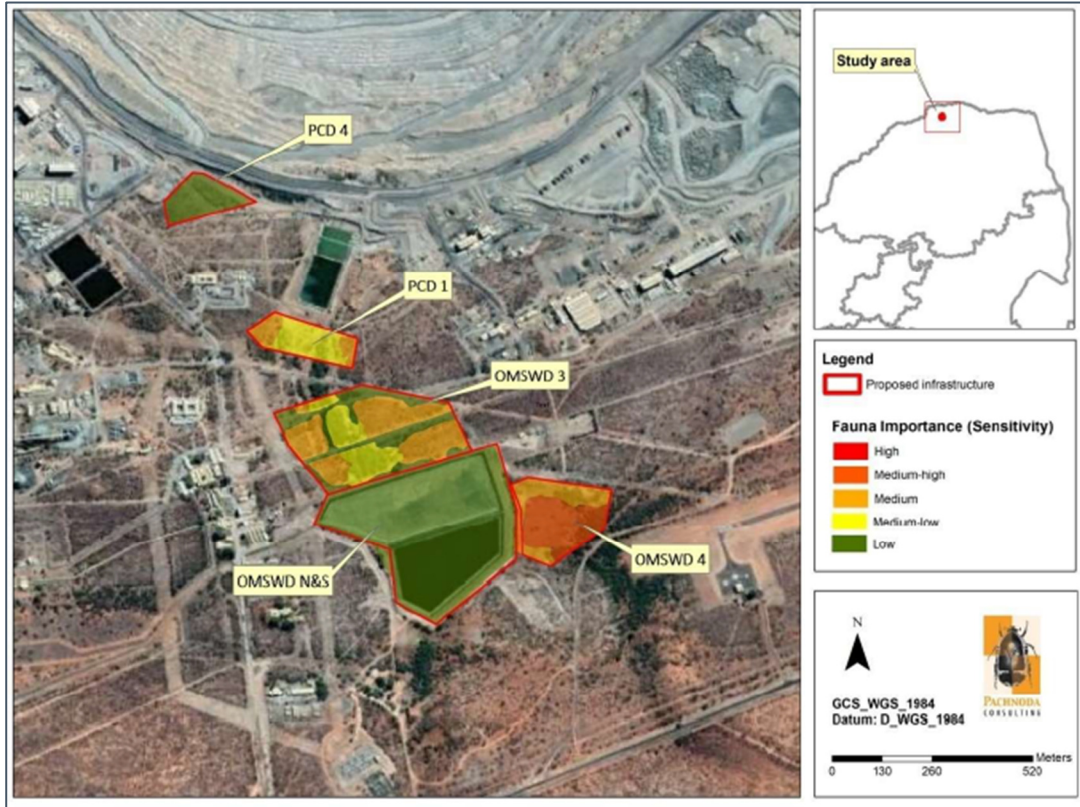 PCD 4
PCD 1
OMSWD 3
OMSWD 4
OMSWD N&S
Study area
Legend
Proposed infrastructure
Fauna Importance (Sensitivity)
High
Medium-high
Medium
Medium-low
Low
N
GCS_WGS_1984
Datum: D_WGS_1984
PACHNODA
CONSULTING
Meters
0 130 260 520